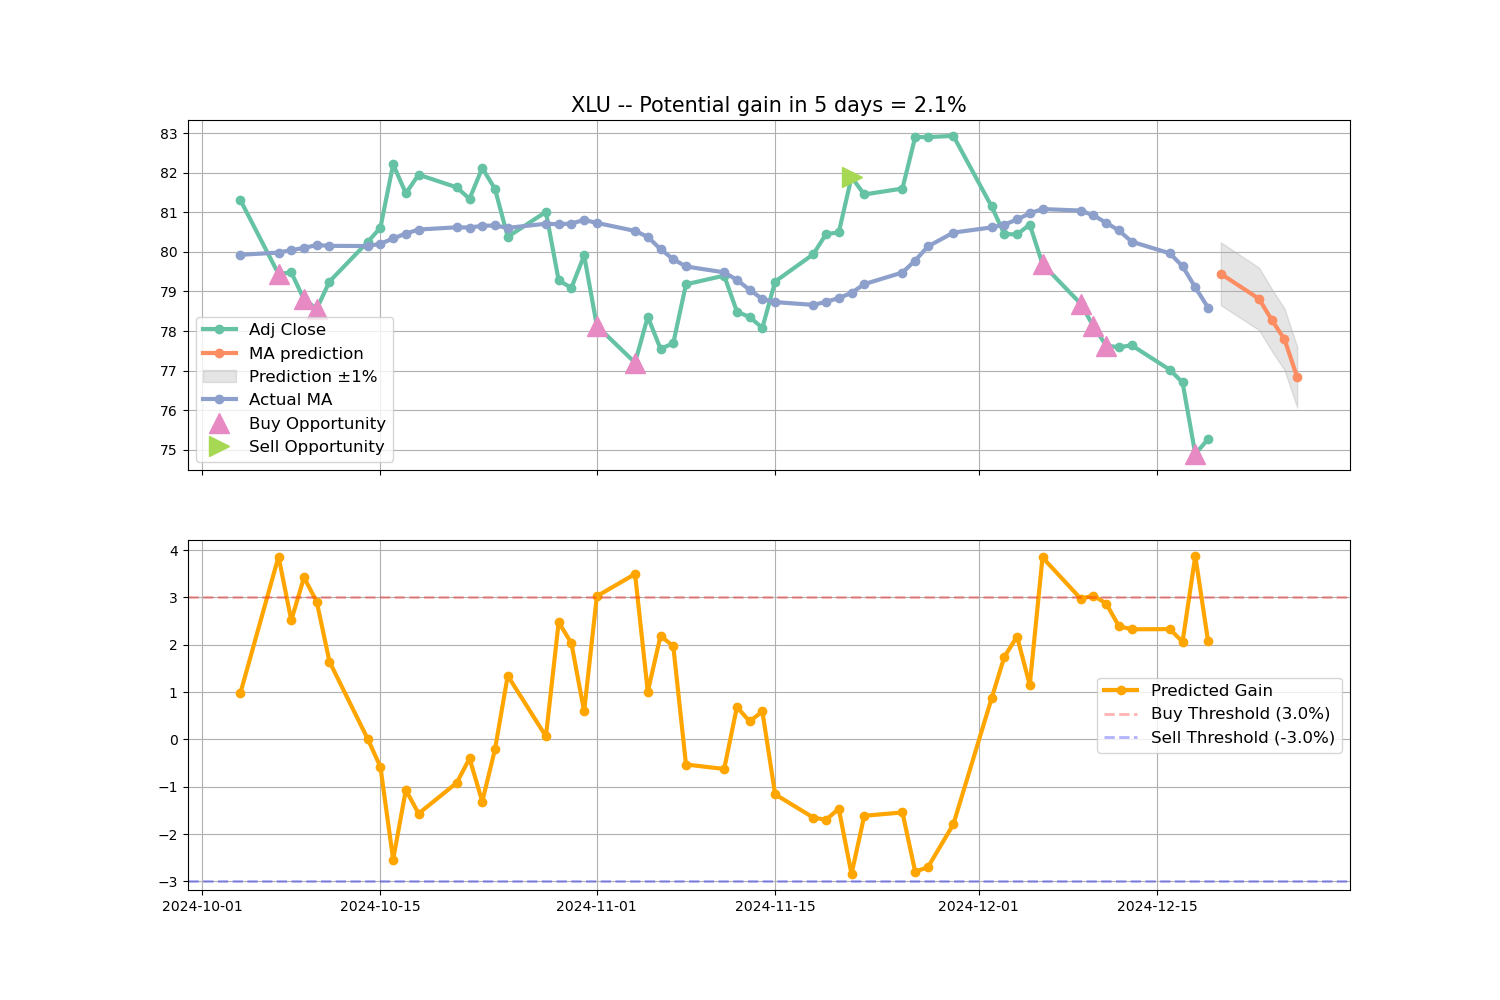 XLU -- Potential gain in 5 days = 2.1%
83
82
81
80
79
78
77
76
75
Adj Close
MA prediction
Prediction ±1%
Actual MA
Buy Opportunity
Sell Opportunity
4
3
2
1
0
−1
−2
−3
Predicted Gain
Buy Threshold (3.0%)
Sell Threshold (-3.0%)
2024-10-01 2024-10-15 2024-11-01 2024-11-15 2024-12-01 2024-12-15